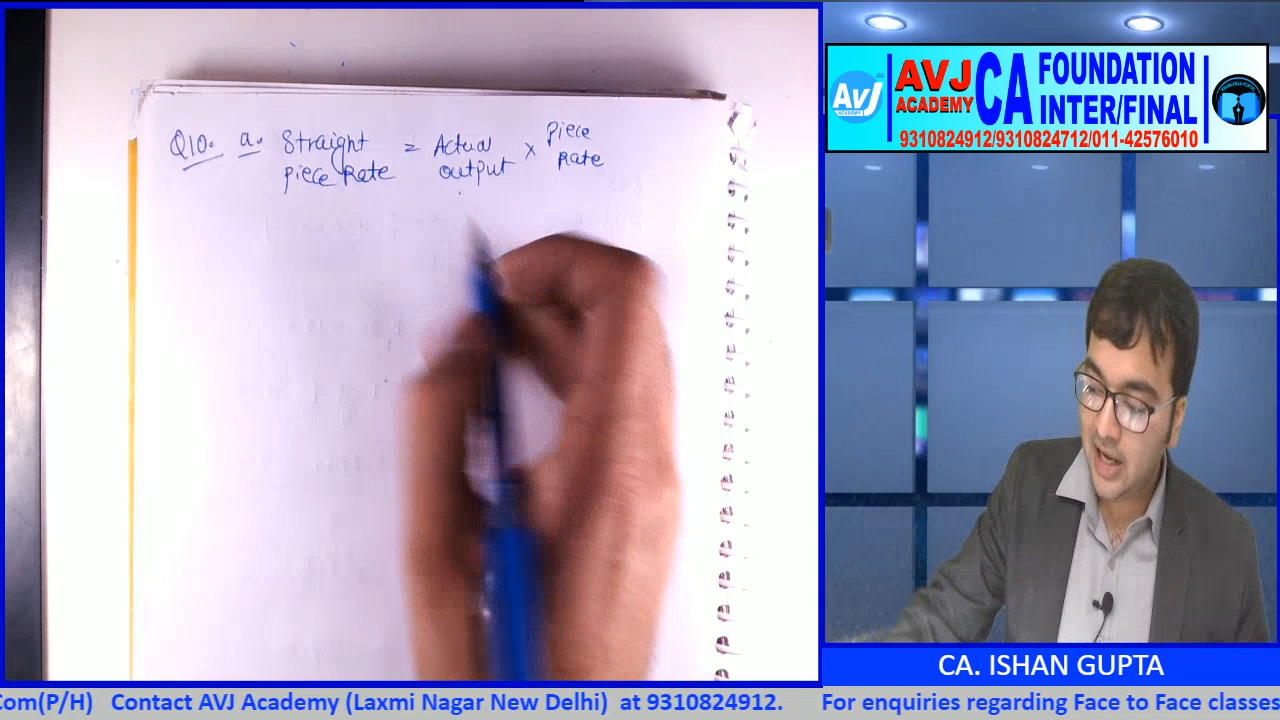 Q10. a. Straight = Actual × Piece
piece Rate output Rate
AVJ
ACADEMY
AVJ
ACADEMY
CA
FOUNDATION
INTER/FINAL
9310824912/9310824712/011-42576010
CA. ISHAN GUPTA
Com(P/H) Contact AVJ Academy (Laxmi Nagar New Delhi) at 9310824912. For enquiries regarding Face to Face classes